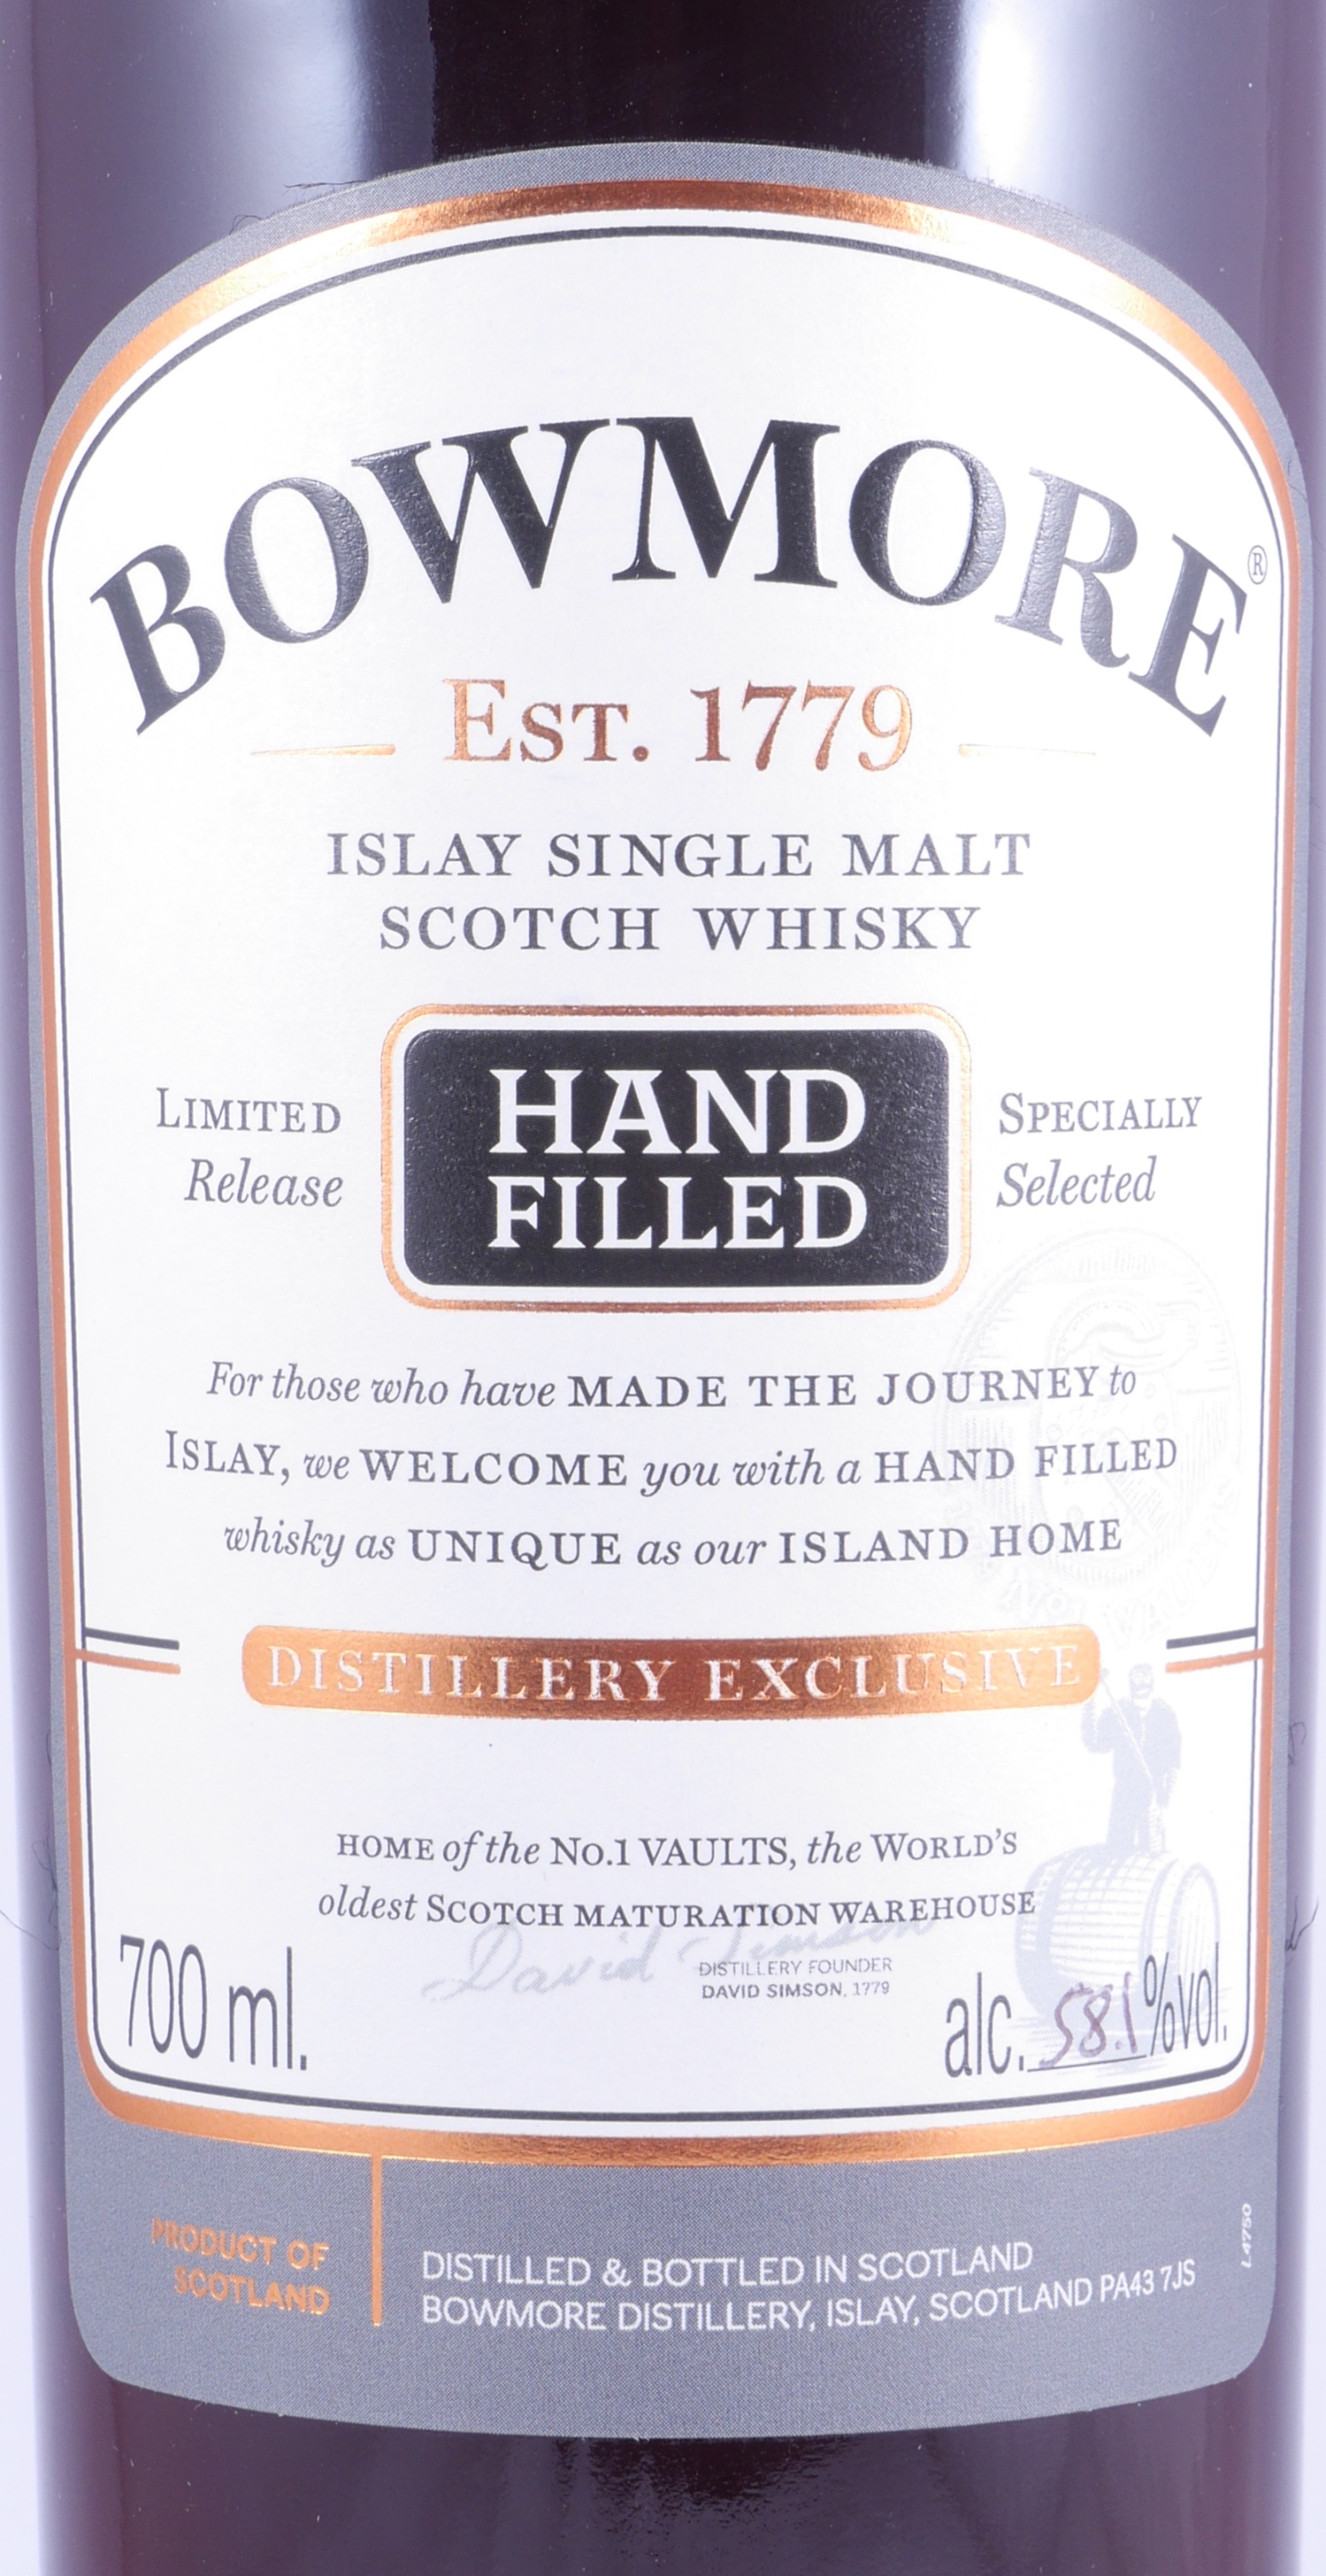 BOWMORE®
EST. 1779
ISLAY SINGLE MALT
SCOTCH WHISKY
LIMITED
Release
HAND
FILLED
SPECIALLY
Selected
For those who have MADE THE JOURNEY to
ISLAY, we WELCOME you with a HAND FILLED
whisky as UNIQUE as our ISLAND HOME
DISTILLERY EXCLUSIVE
HOME of the No.1 VAULTS, the WORLD'S
oldest SCOTCH MATURATION WAREHOUSE
David Simson
DISTILLERY FOUNDER
DAVID SIMSON, 1779
700 ml.
alc. 58.1 %vol.
PRODUCT OF
SCOTLAND
DISTILLED & BOTTLED IN SCOTLAND
BOWMORE DISTILLERY, ISLAY, SCOTLAND PA43 7JS
L4750